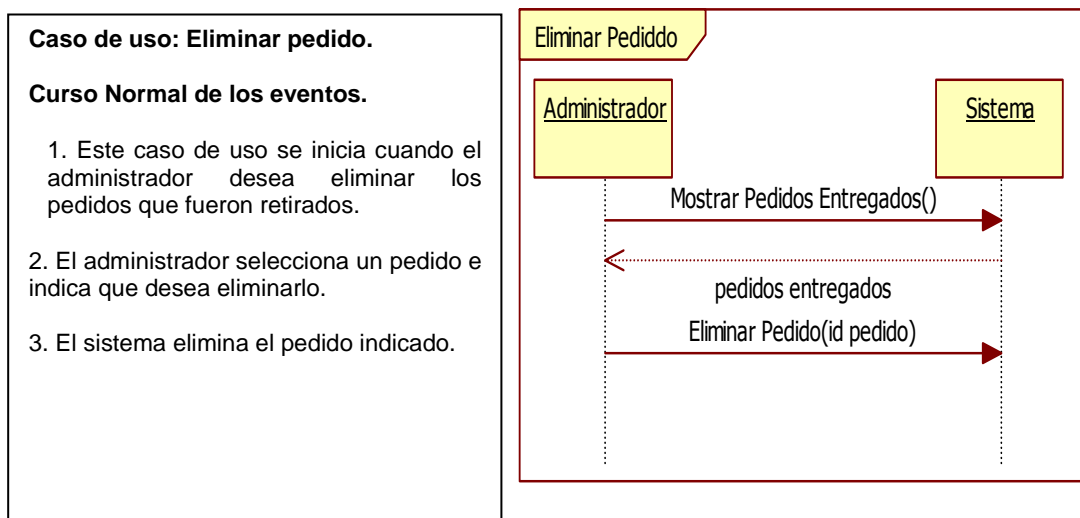 Caso de uso: Eliminar pedido.
Curso Normal de los eventos.
1. Este caso de uso se inicia cuando el
administrador desea eliminar los
pedidos que fueron retirados.
2. El administrador selecciona un pedido e
indica que desea eliminarlo.
3. El sistema elimina el pedido indicado.
Eliminar Pediddo
Administrador
Sistema
Mostrar Pedidos Entregados()
pedidos entregados
Eliminar Pedido(id pedido)